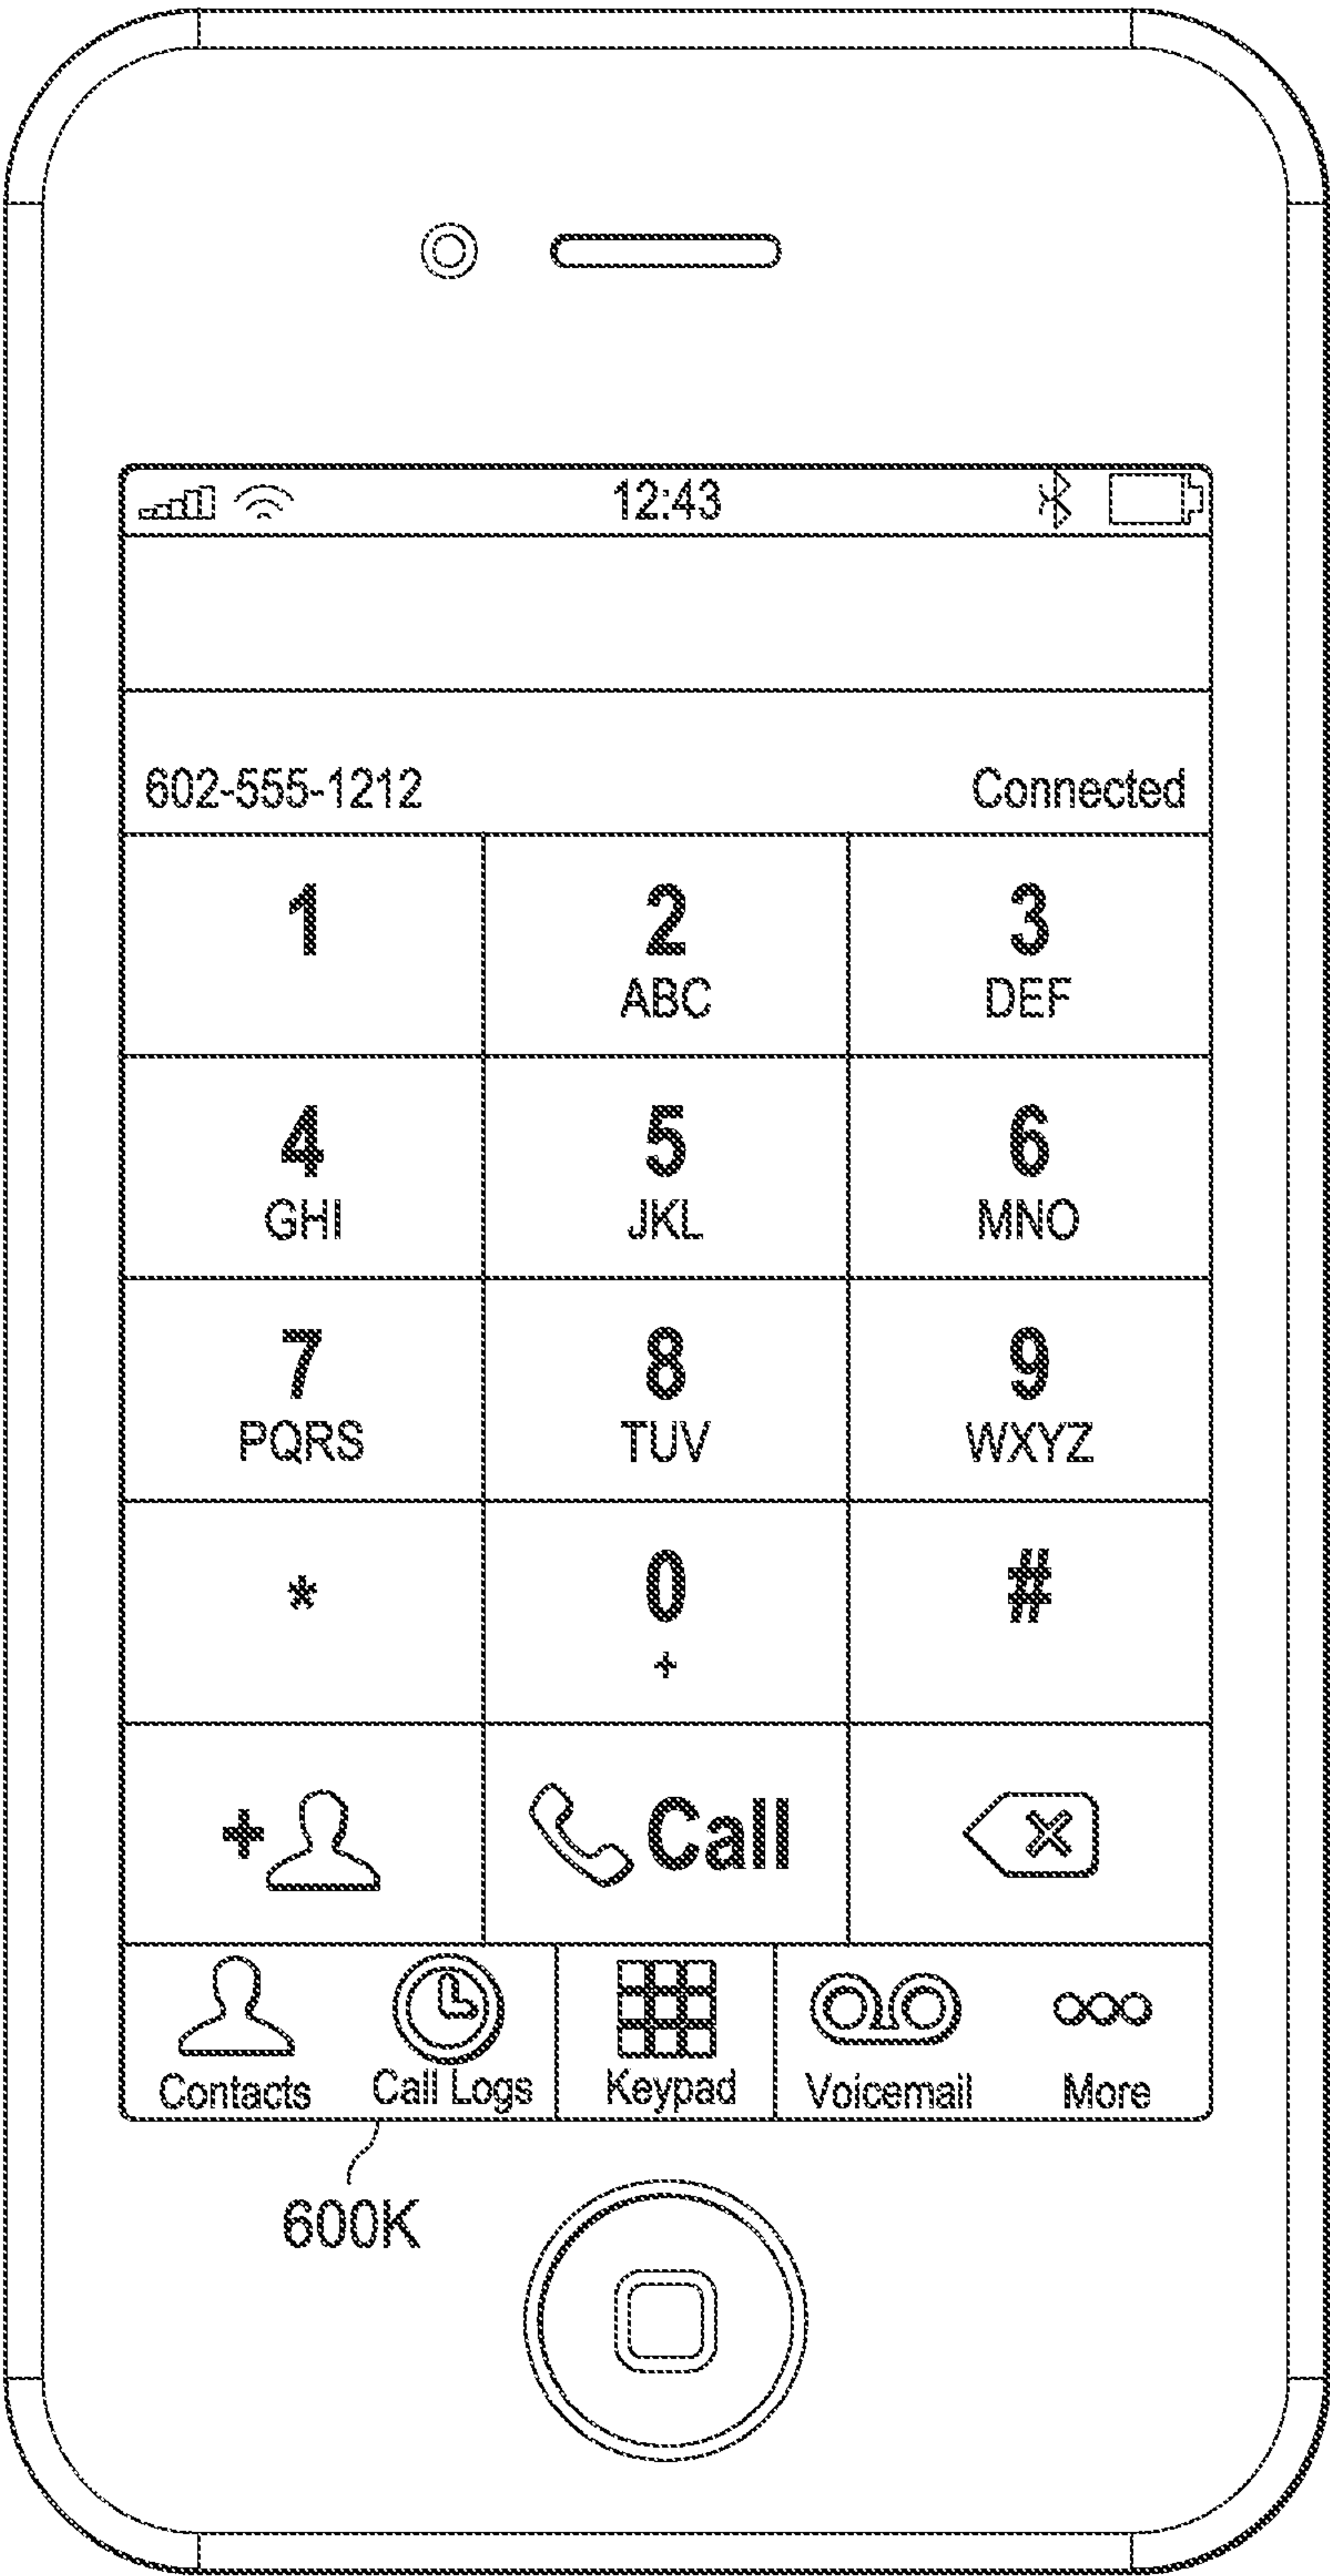 12:43
602-555-1212 Connected
1 2 3
ABC DEF
4 5 6
GHI JKL MNO
7 8 9
PQRS TUV WXYZ
* 0 #
+
+ Call
Contacts Call Logs Keypad Voicemail More
600K